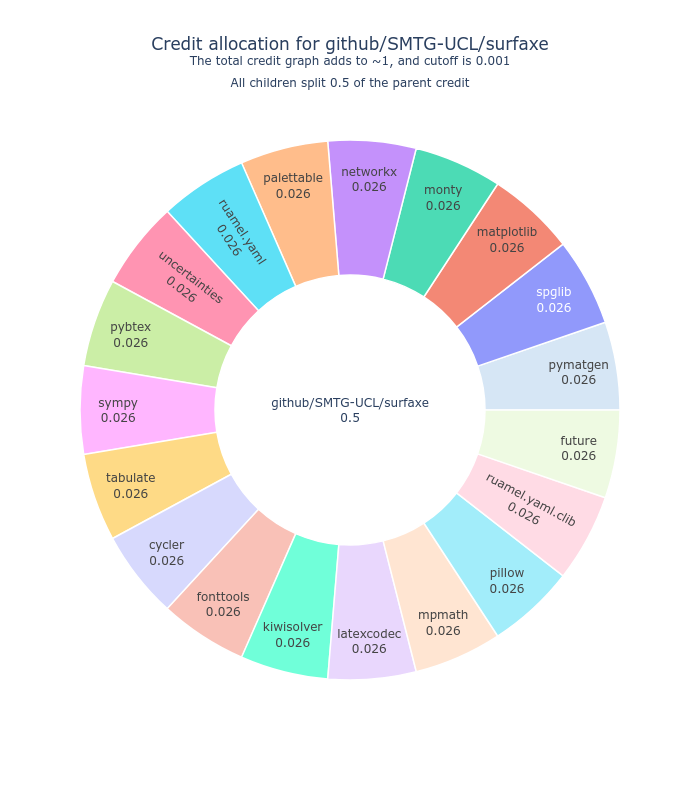 Credit allocation for github/SMTG-UCL/surfaxe
The total credit graph adds to ~1, and cutoff is 0.001
All children split 0.5 of the parent credit
networkx
0.026
palettable
0.026
monty
0.026
ruamel.yaml
0.026
matplotlib
0.026
uncertainties
0.026
spglib
0.026
pybtex
0.026
pymatgen
0.026
sympy
0.026
github/SMTG-UCL/surfaxe
0.5
future
0.026
tabulate
0.026
ruamel.yaml.clib
0.026
cycler
0.026
pillow
0.026
fonttools
0.026
mpmath
0.026
kiwisolver
0.026
latexcodec
0.026